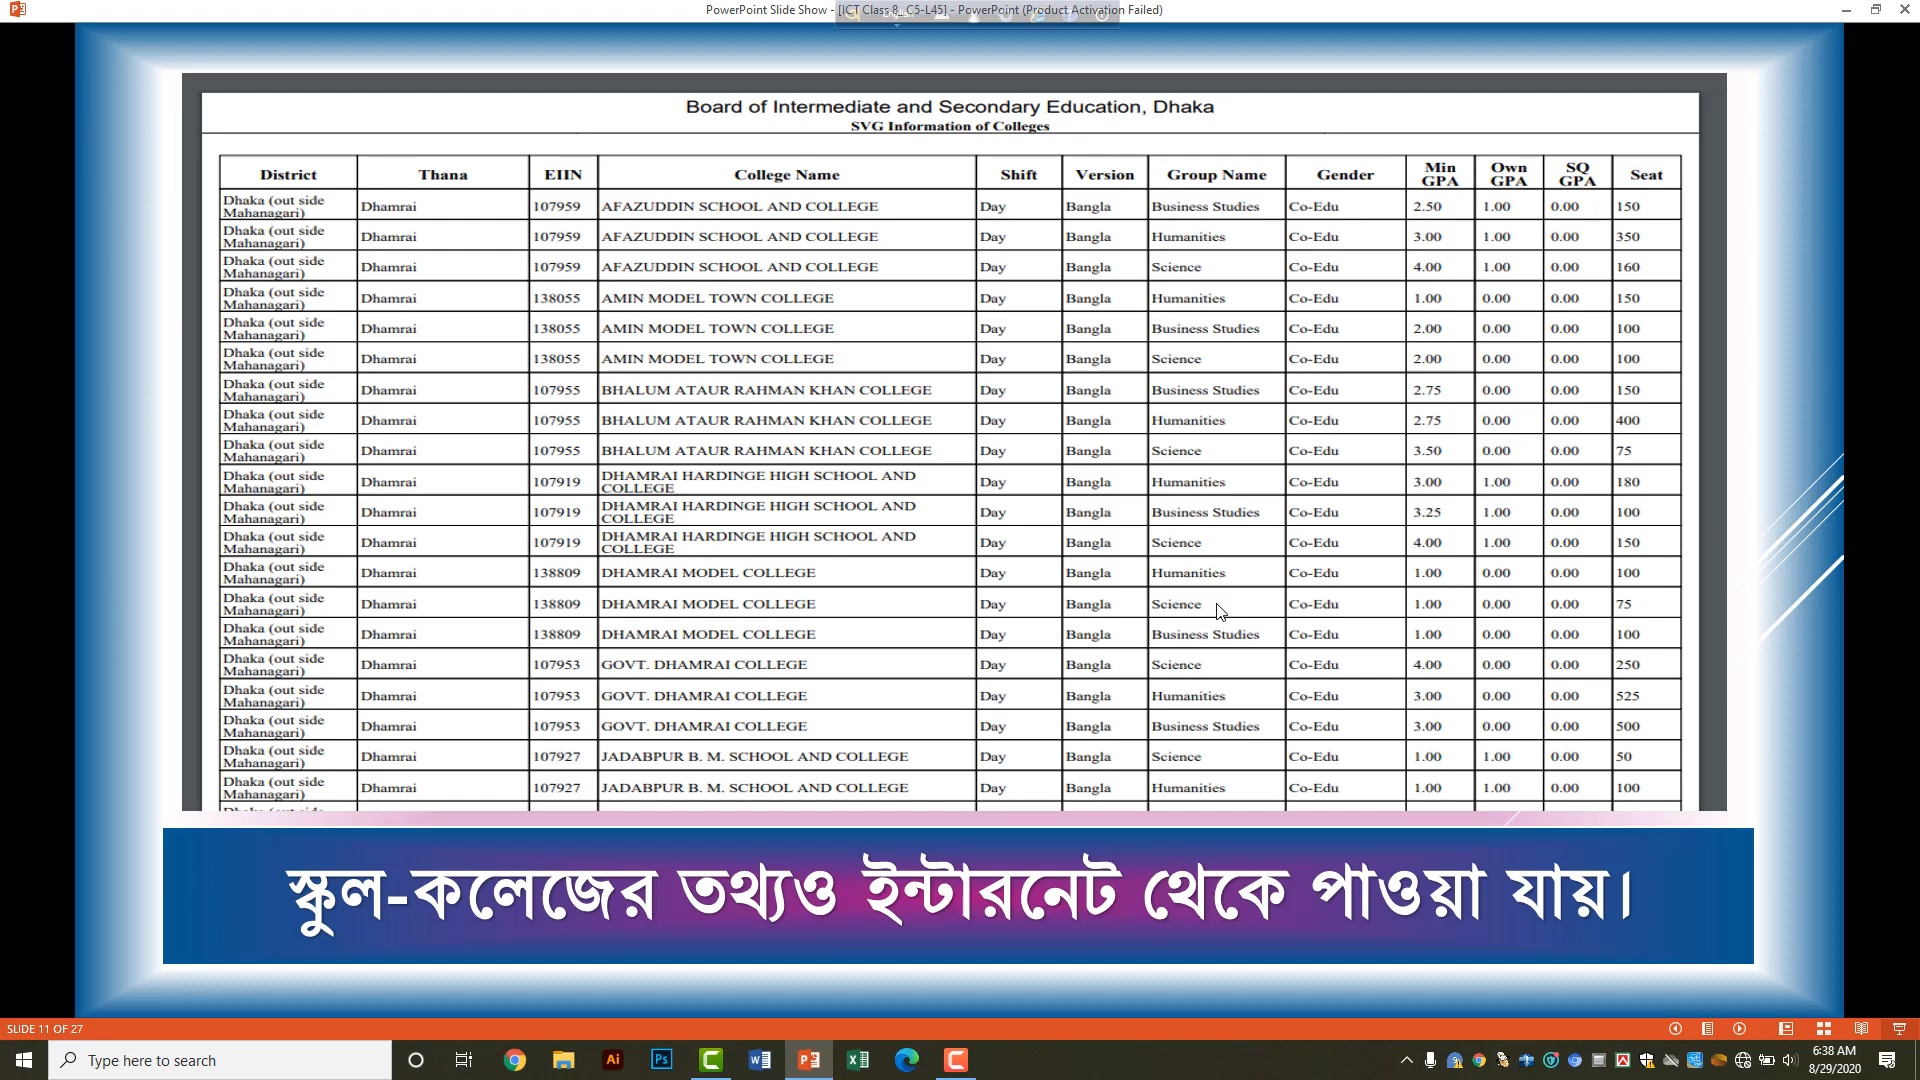 PowerPoint Slide Show - [ICT Class 8_C5-L45] - PowerPoint (Product Activation Failed)
Board of Intermediate and Secondary Education, Dhaka
SVG Information of Colleges
District Thana EIIN College Name Shift Version Group Name Gender Min GPA Own GPA SQ GPA Seat
Dhaka (out side Mahanagari) Dhamrai 107959 AFAZUDDIN SCHOOL AND COLLEGE Day Bangla Business Studies Co-Edu 2.50 1.00 0.00 150
Dhaka (out side Mahanagari) Dhamrai 107959 AFAZUDDIN SCHOOL AND COLLEGE Day Bangla Humanities Co-Edu 3.00 1.00 0.00 350
Dhaka (out side Mahanagari) Dhamrai 107959 AFAZUDDIN SCHOOL AND COLLEGE Day Bangla Science Co-Edu 4.00 1.00 0.00 160
Dhaka (out side Mahanagari) Dhamrai 138055 AMIN MODEL TOWN COLLEGE Day Bangla Humanities Co-Edu 1.00 0.00 0.00 150
Dhaka (out side Mahanagari) Dhamrai 138055 AMIN MODEL TOWN COLLEGE Day Bangla Business Studies Co-Edu 2.00 0.00 0.00 100
Dhaka (out side Mahanagari) Dhamrai 138055 AMIN MODEL TOWN COLLEGE Day Bangla Science Co-Edu 2.00 0.00 0.00 100
Dhaka (out side Mahanagari) Dhamrai 107955 BHALUM ATAUR RAHMAN KHAN COLLEGE Day Bangla Business Studies Co-Edu 2.75 0.00 0.00 150
Dhaka (out side Mahanagari) Dhamrai 107955 BHALUM ATAUR RAHMAN KHAN COLLEGE Day Bangla Humanities Co-Edu 2.75 0.00 0.00 400
Dhaka (out side Mahanagari) Dhamrai 107955 BHALUM ATAUR RAHMAN KHAN COLLEGE Day Bangla Science Co-Edu 3.50 0.00 0.00 75
Dhaka (out side Mahanagari) Dhamrai 107919 DHAMRAI HARDINGE HIGH SCHOOL AND COLLEGE Day Bangla Humanities Co-Edu 3.00 1.00 0.00 180
Dhaka (out side Mahanagari) Dhamrai 107919 DHAMRAI HARDINGE HIGH SCHOOL AND COLLEGE Day Bangla Business Studies Co-Edu 3.25 1.00 0.00 100
Dhaka (out side Mahanagari) Dhamrai 107919 DHAMRAI HARDINGE HIGH SCHOOL AND COLLEGE Day Bangla Science Co-Edu 4.00 1.00 0.00 150
Dhaka (out side Mahanagari) Dhamrai 138809 DHAMRAI MODEL COLLEGE Day Bangla Humanities Co-Edu 1.00 0.00 0.00 100
Dhaka (out side Mahanagari) Dhamrai 138809 DHAMRAI MODEL COLLEGE Day Bangla Science Co-Edu 1.00 0.00 0.00 75
Dhaka (out side Mahanagari) Dhamrai 138809 DHAMRAI MODEL COLLEGE Day Bangla Business Studies Co-Edu 1.00 0.00 0.00 100
Dhaka (out side Mahanagari) Dhamrai 107953 GOVT. DHAMRAI COLLEGE Day Bangla Science Co-Edu 4.00 0.00 0.00 250
Dhaka (out side Mahanagari) Dhamrai 107953 GOVT. DHAMRAI COLLEGE Day Bangla Humanities Co-Edu 3.00 0.00 0.00 525
Dhaka (out side Mahanagari) Dhamrai 107953 GOVT. DHAMRAI COLLEGE Day Bangla Business Studies Co-Edu 3.00 0.00 0.00 500
Dhaka (out side Mahanagari) Dhamrai 107927 JADABPUR B. M. SCHOOL AND COLLEGE Day Bangla Science Co-Edu 1.00 1.00 0.00 50
Dhaka (out side Mahanagari) Dhamrai 107927 JADABPUR B. M. SCHOOL AND COLLEGE Day Bangla Humanities Co-Edu 1.00 1.00 0.00 100
স্কুল-কলেজের তথ্যও ইন্টারনেট থেকে পাওয়া যায়।
SLIDE 11 OF 27
Type here to search
6:38 AM
8/29/2020